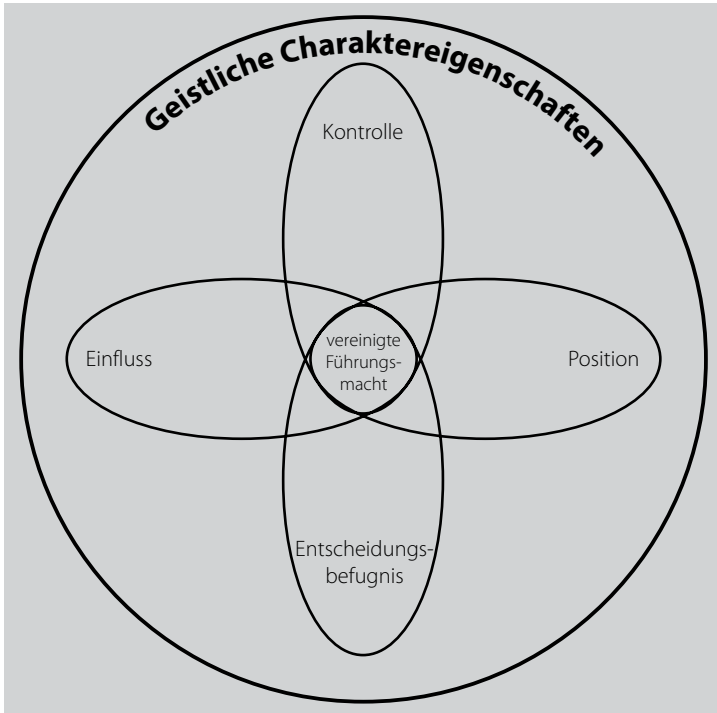 Geistliche Charaktereigenschaften
Kontrolle
Einfluss
vereinigte
Führungs-
macht
Position
Entscheidungs-
befugnis